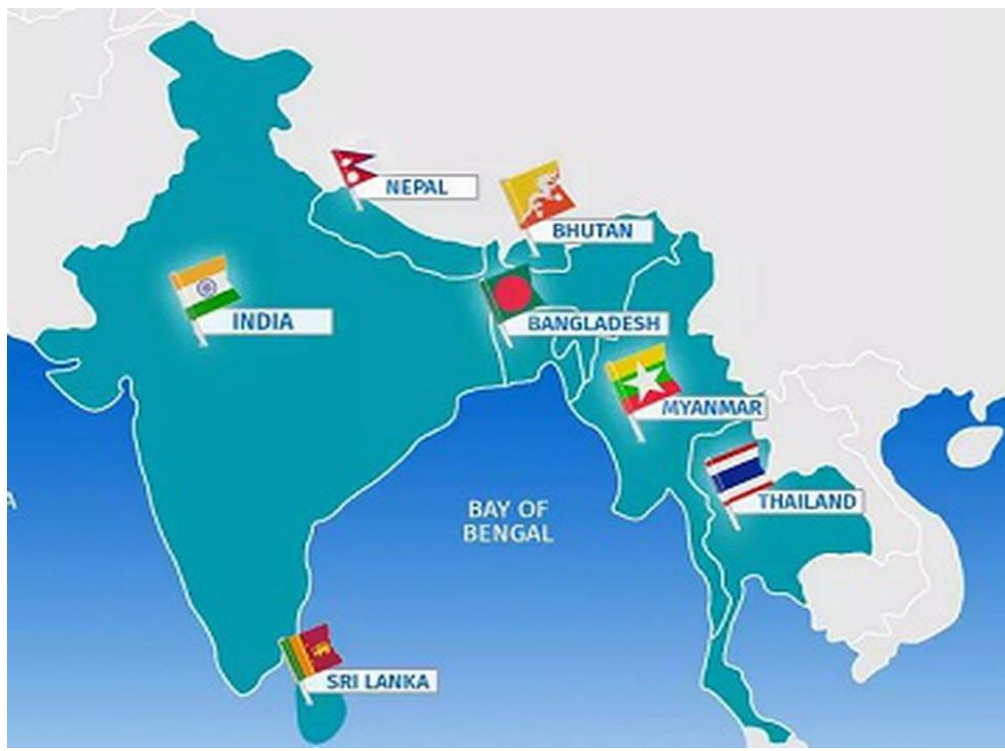 NEPAL
BHUTAN
INDIA
BANGLADESH
MYANMAR
THAILAND
BAY OF
BENGAL
SRI LANKA